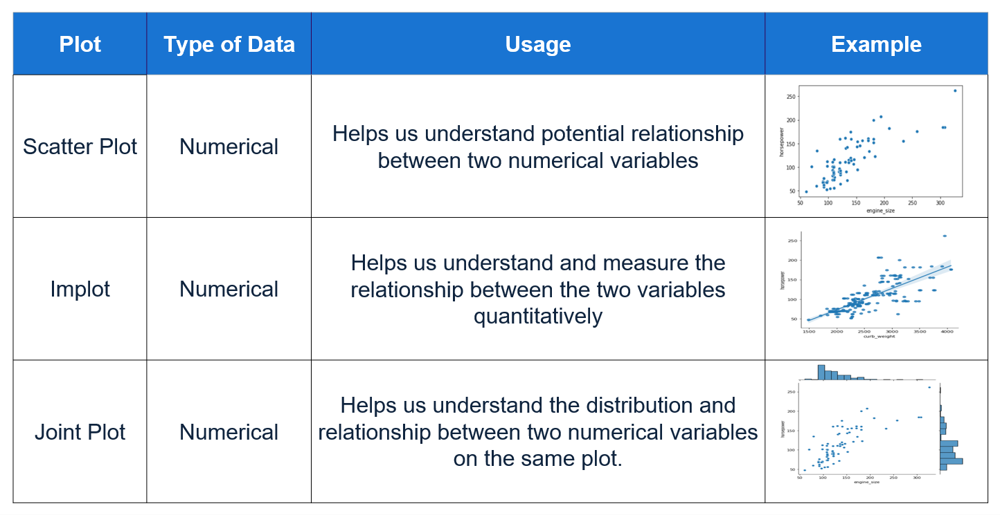 Plot
Type of Data
Usage
Example
Scatter Plot
Numerical
Helps us understand potential relationship
between two numerical variables
250
200
150
100
50
horsepower
50 100 150 200 250 300
engine_size
Implot
Numerical
Helps us understand and measure the
relationship between the two variables
quantitatively
250
200
150
100
50
horsepower
1500 2000 2500 3000 3500 4000
curb_weight
Joint Plot
Numerical
Helps us understand the distribution and
relationship between two numerical variables
on the same plot.
250
200
150
100
50
horsepower
50 100 150 200 250 300
engine_size